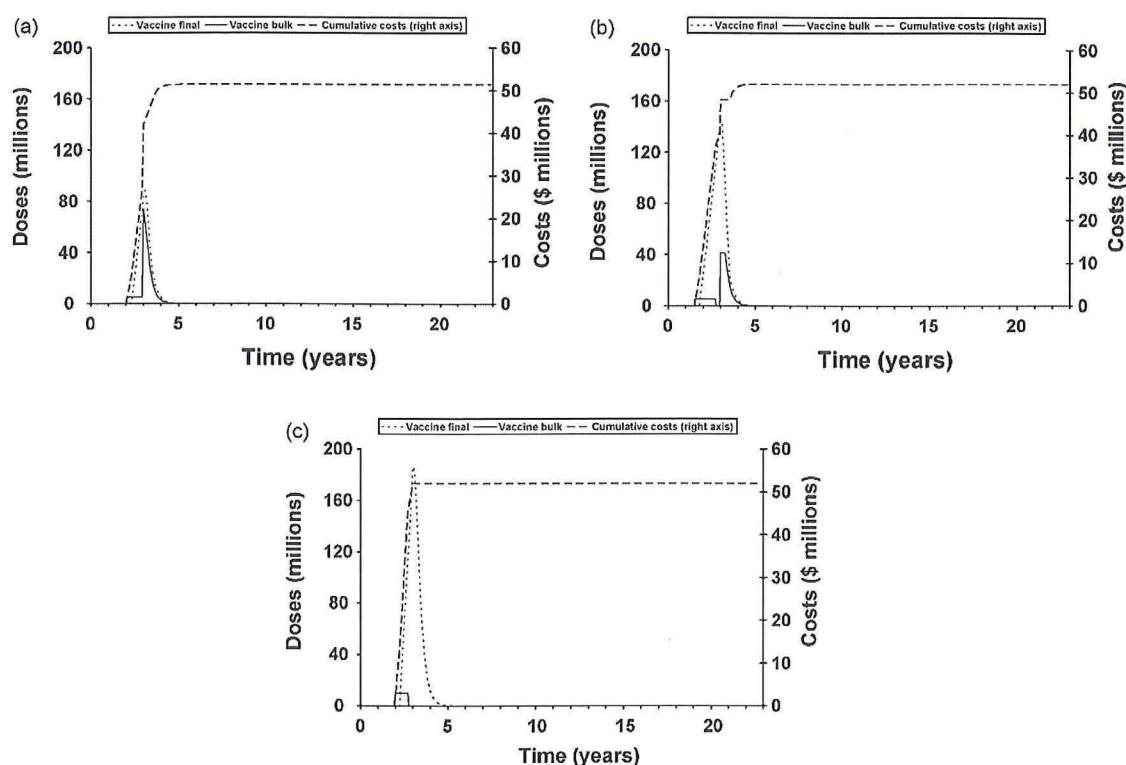 (a)
Vaccine final Vaccine bulk Cumulative costs (right axis)
200
160
120
80
40
0
Doses (millions)
60
50
40
30
20
10
0
Costs ($ millions)
0 5 10 15 20
Time (years)
(b)
Vaccine final Vaccine bulk Cumulative costs (right axis)
200
160
120
80
40
0
Doses (millions)
60
50
40
30
20
10
0
Costs ($ millions)
0 5 10 15 20
Time (years)
(c)
Vaccine final Vaccine bulk Cumulative costs (right axis)
200
160
120
80
40
0
Doses (millions)
60
50
40
30
20
10
0
Costs ($ millions)
0 5 10 15 20
Time (years)